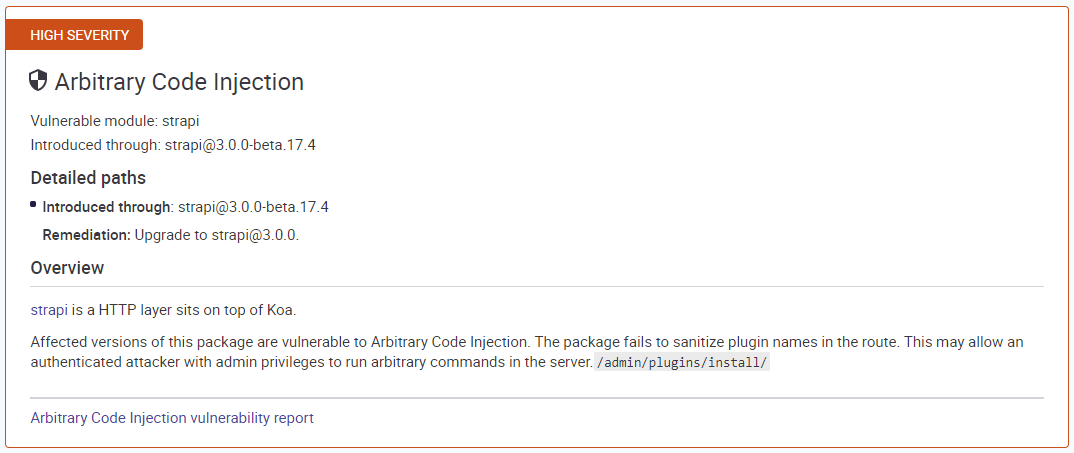 HIGH SEVERITY
Arbitrary Code Injection
Vulnerable module: strapi
Introduced through: strapi@3.0.0-beta.17.4
Detailed paths
Introduced through: strapi@3.0.0-beta.17.4
Remediation: Upgrade to strapi@3.0.0.
Overview
strapi is a HTTP layer sits on top of Koa.
Affected versions of this package are vulnerable to Arbitrary Code Injection. The package fails to sanitize plugin names in the route. This may allow an
authenticated attacker with admin privileges to run arbitrary commands in the server. /admin/plugins/install/
Arbitrary Code Injection vulnerability report